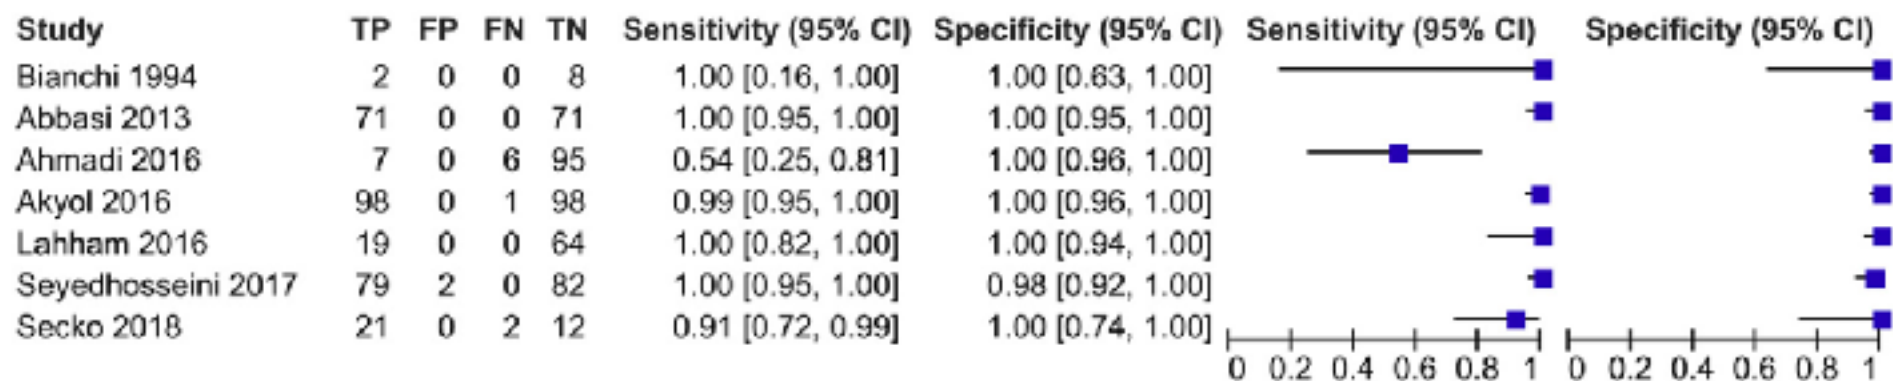 Study TP FP FN TN Sensitivity (95% CI) Specificity (95% CI) Sensitivity (95% CI) Specificity (95% CI)
Bianchi 1994 2 0 0 8 1.00 [0.16, 1.00] 1.00 [0.63, 1.00]
Abbasi 2013 71 0 0 71 1.00 [0.95, 1.00] 1.00 [0.95, 1.00]
Ahmadi 2016 7 0 6 95 0.54 [0.25, 0.81] 1.00 [0.96, 1.00]
Akyol 2016 98 0 1 98 0.99 [0.95, 1.00] 1.00 [0.96, 1.00]
Lahham 2016 19 0 0 64 1.00 [0.82, 1.00] 1.00 [0.94, 1.00]
Seyedhosseini 2017 79 2 0 82 1.00 [0.95, 1.00] 0.98 [0.92, 1.00]
Secko 2018 21 0 2 12 0.91 [0.72, 0.99] 1.00 [0.74, 1.00]
0 0.2 0.4 0.6 0.8 1 0 0.2 0.4 0.6 0.8 1